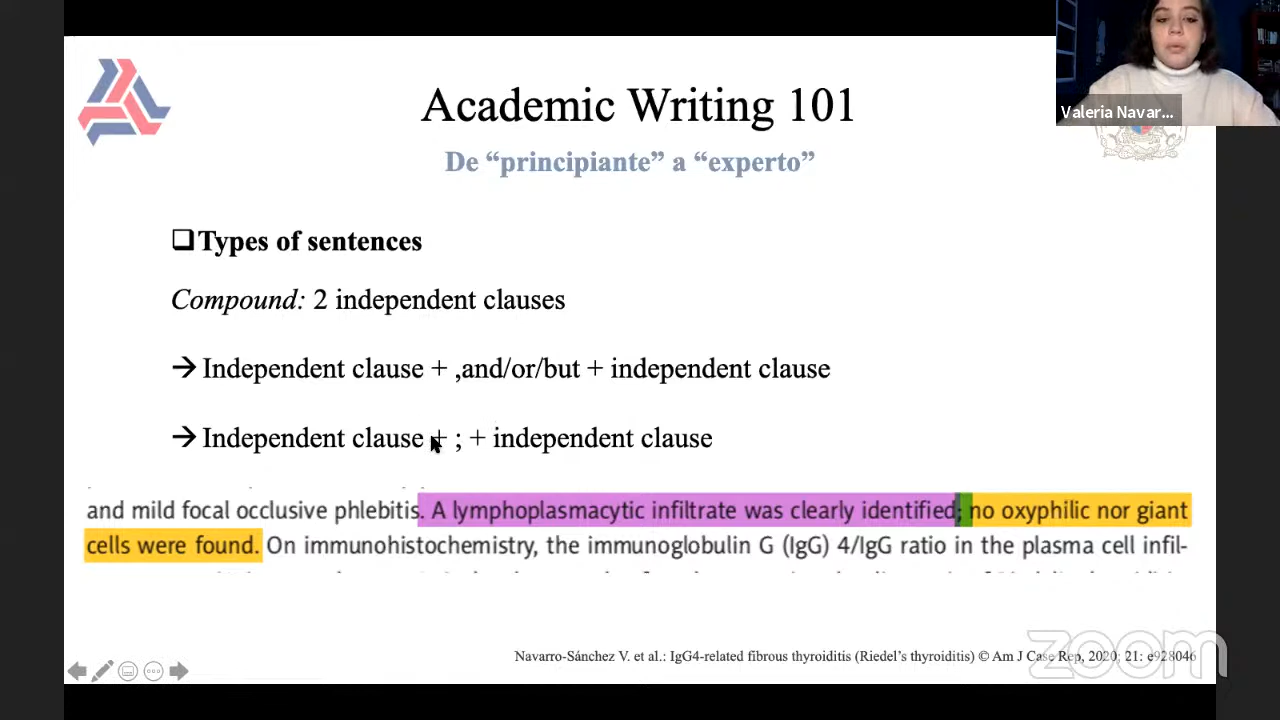 Valeria Navar...
Academic Writing 101
De “principiante” a “experto”
❑Types of sentences
Compound: 2 independent clauses
→ Independent clause + ,and/or/but + independent clause
→ Independent clause + ; + independent clause
and mild focal occlusive phlebitis. A lymphoplasmacytic infiltrate was clearly identified; no oxyphilic nor giant
cells were found. On immunohistochemistry, the immunoglobulin G (IgG) 4/IgG ratio in the plasma cell infil-
Navarro-Sánchez V. et al.: IgG4-related fibrous thyroiditis (Riedel’s thyroiditis) © Am J Case Rep, 2020; 21: e928046
zoom